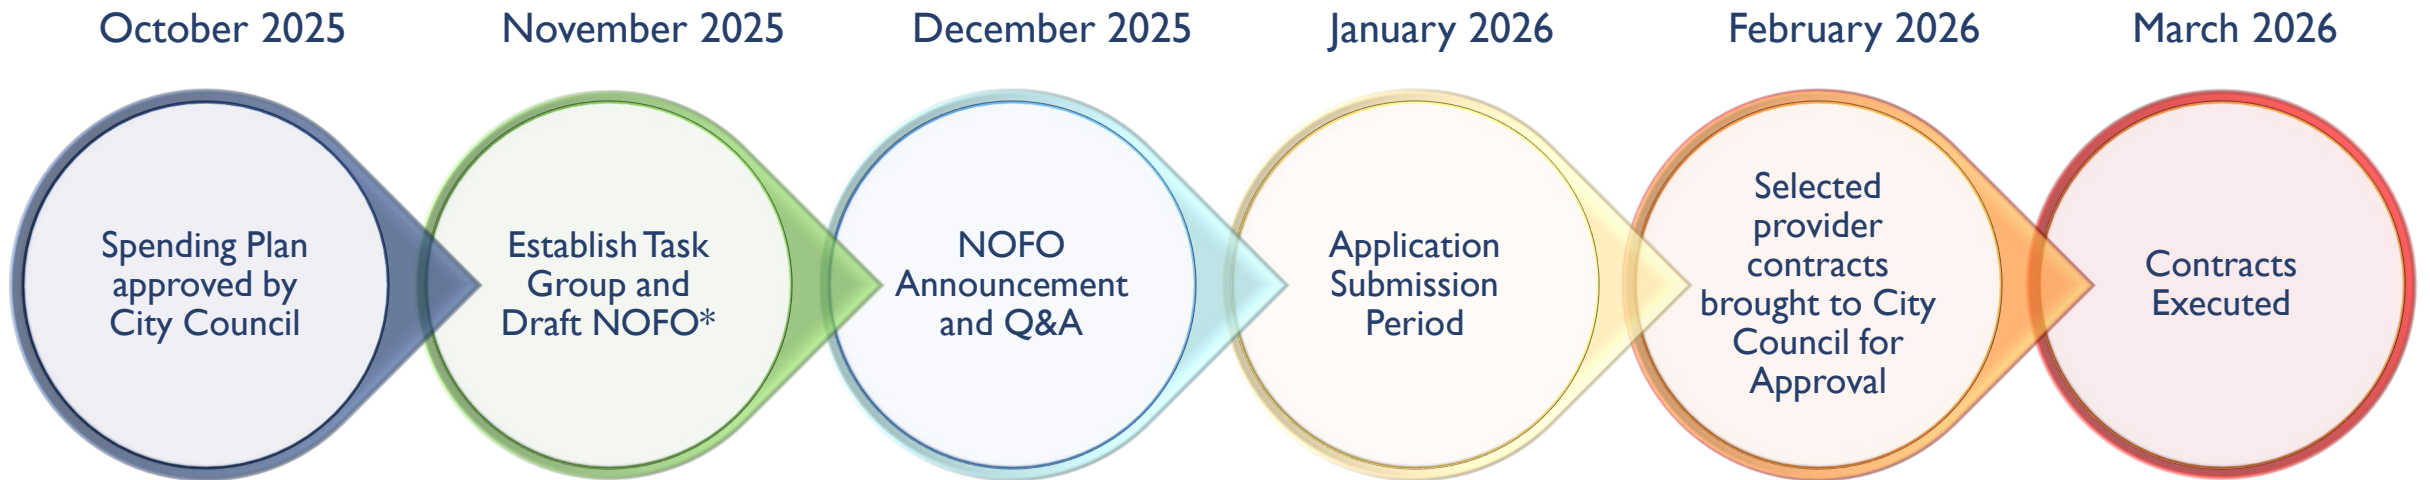 October 2025
November 2025
December 2025
January 2026
February 2026
March 2026
Spending Plan
approved by
City Council
Establish Task
Group and
Draft NOFO*
NOFO
Announcement
and Q&A
Application
Submission
Period
Selected
provider
contracts
brought to City
Council for
Approval
Contracts
Executed